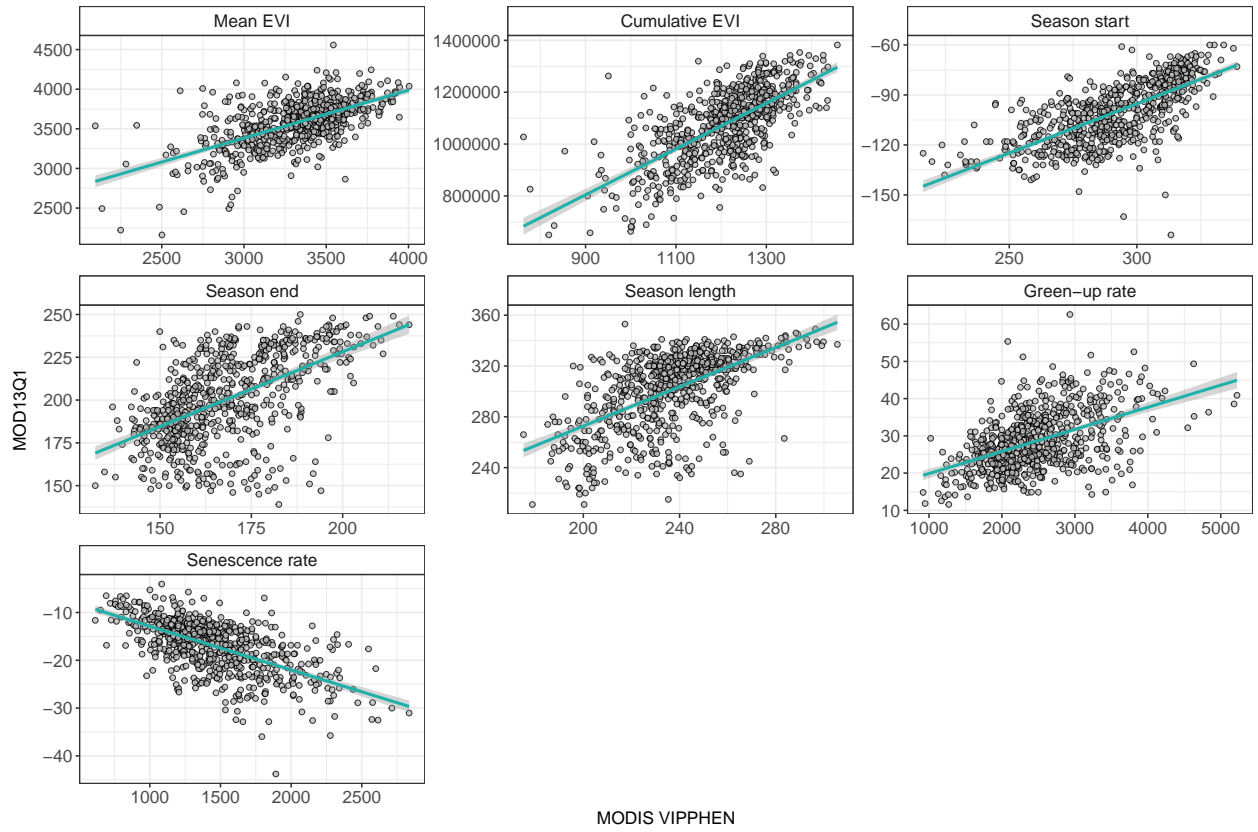 Mean EVI
Cumulative EVI
Season start
4500
4000
3500
3000
2500
2500 3000 3500 4000
1400000
1200000
1000000
800000
900 1100 1300
−60
−90
−120
−150
250 300
Season end
Season length
Green−up rate
250
225
200
175
150
150 175 200
360
320
280
240
200 240 280
60
50
40
30
20
10
1000 2000 3000 4000 5000
Senescence rate
−10
−20
−30
−40
1000 1500 2000 2500
MOD13Q1
MODIS VIPPHEN